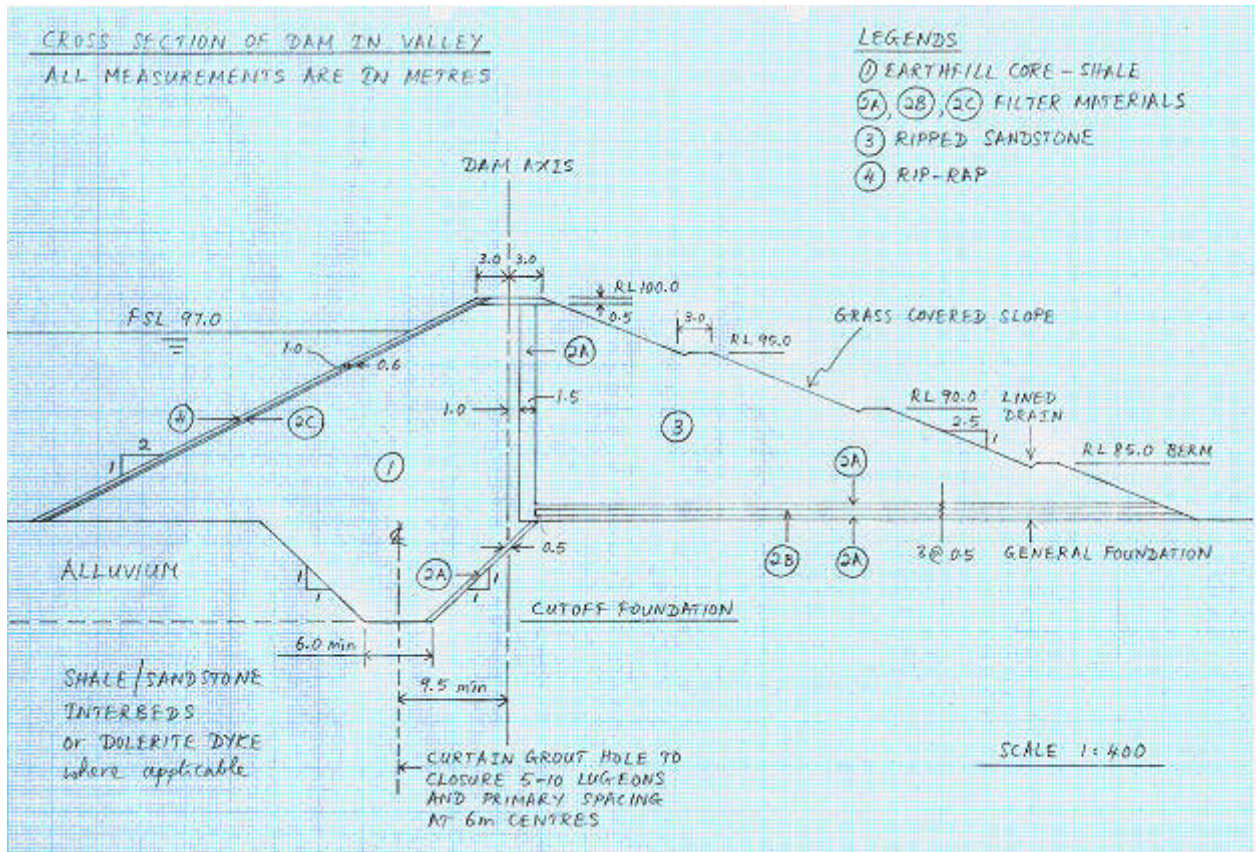 CROSS SECTION OF DAM IN VALLEY
ALL MEASUREMENTS ARE IN METRES
LEGENDS
① EARTHFILL CORE - SHALE
2A, 2B, 2C FILTER MATERIALS
③ RIPPED SANDSTONE
④ RIP-RAP
DAM AXIS
3.0 3.0
RL 100.0
0.5
FSL 97.0
3.0
RL 95.0
GRASS COVERED SLOPE
1.0
0.6
2A
1.0
1.5
RL 90.0
LINED
DRAIN
2.5
1
4
2C
3
2
1
1
RL 85.0 BERM
2A
℄
0.5
2B
2A
3 @ 0.5
GENERAL FOUNDATION
ALLUVIUM
1
1
2A
1
1
CUTOFF FOUNDATION
6.0 min
9.5 min
SHALE/SANDSTONE
INTERBEDS
or DOLERITE DYKE
where applicable
CURTAIN GROUT HOLE TO
CLOSURE 5-10 LUGEONS
AND PRIMARY SPACING
AT 6m CENTRES
SCALE 1:400